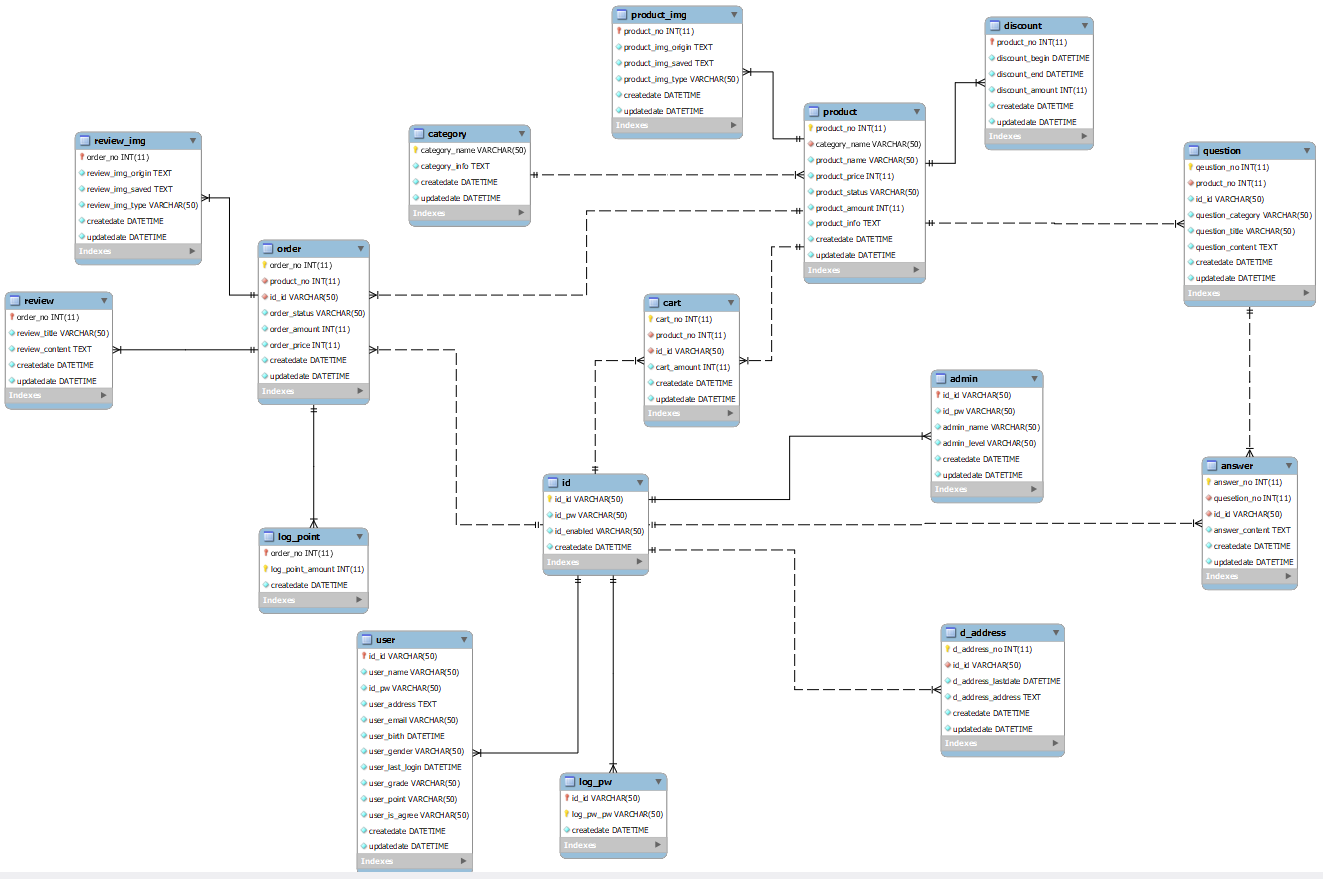 product_img
product_no INT(11)
product_img_origin TEXT
product_img_saved TEXT
product_img_type VARCHAR(50)
createdate DATETIME
updatedate DATETIME
Indexes
discount
product_no INT(11)
discount_begin DATETIME
discount_end DATETIME
discount_amount INT(11)
createdate DATETIME
updatedate DATETIME
Indexes
product
product_no INT(11)
category_name VARCHAR(50)
product_name VARCHAR(50)
product_price INT(11)
product_status VARCHAR(50)
product_amount INT(11)
product_info TEXT
createdate DATETIME
updatedate DATETIME
Indexes
category
category_name VARCHAR(50)
category_info TEXT
createdate DATETIME
updatedate DATETIME
Indexes
review_img
order_no INT(11)
review_img_origin TEXT
review_img_saved TEXT
review_img_type VARCHAR(50)
createdate DATETIME
updatedate DATETIME
Indexes
question
qeustion_no INT(11)
product_no INT(11)
id_id VARCHAR(50)
question_category VARCHAR(50)
question_title VARCHAR(50)
question_content TEXT
createdate DATETIME
updatedate DATETIME
Indexes
order
order_no INT(11)
product_no INT(11)
id_id VARCHAR(50)
order_status VARCHAR(50)
order_amount INT(11)
order_price INT(11)
createdate DATETIME
updatedate DATETIME
Indexes
review
order_no INT(11)
review_title VARCHAR(50)
review_content TEXT
createdate DATETIME
updatedate DATETIME
Indexes
cart
cart_no INT(11)
product_no INT(11)
id_id VARCHAR(50)
cart_amount INT(11)
createdate DATETIME
updatedate DATETIME
Indexes
admin
id_id VARCHAR(50)
id_pw VARCHAR(50)
admin_name VARCHAR(50)
admin_level VARCHAR(50)
createdate DATETIME
updatedate DATETIME
Indexes
answer
answer_no INT(11)
quesetion_no INT(11)
id_id VARCHAR(50)
answer_content TEXT
createdate DATETIME
updatedate DATETIME
Indexes
id
id_id VARCHAR(50)
id_pw VARCHAR(50)
id_enabled VARCHAR(50)
createdate DATETIME
Indexes
log_point
order_no INT(11)
log_point_amount INT(11)
createdate DATETIME
Indexes
user
id_id VARCHAR(50)
user_name VARCHAR(50)
id_pw VARCHAR(50)
user_address TEXT
user_email VARCHAR(50)
user_birth DATETIME
user_gender VARCHAR(50)
user_last_login DATETIME
user_grade VARCHAR(50)
user_point VARCHAR(50)
user_is_agree VARCHAR(50)
createdate DATETIME
updatedate DATETIME
Indexes
d_address
d_address_no INT(11)
id_id VARCHAR(50)
d_address_lastdate DATETIME
d_address_address TEXT
createdate DATETIME
updatedate DATETIME
Indexes
log_pw
id_id VARCHAR(50)
log_pw_pw VARCHAR(50)
createdate DATETIME
Indexes